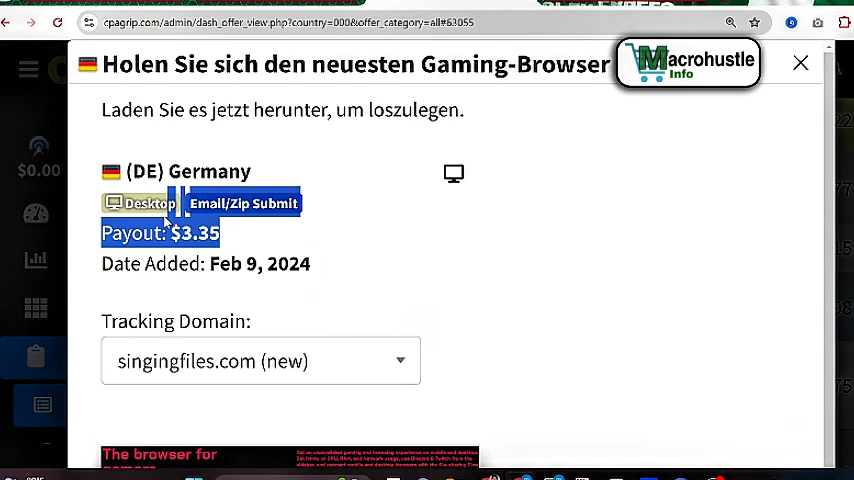 cpagrip.com/admin/dash_offer_view.php?country=000&offer_category=all#63055
Holen Sie sich den neuesten Gaming-Browser
Macrohustle
Info
Laden Sie es jetzt herunter, um loszulegen.
$0.00
(DE) Germany
Desktop
Email/Zip Submit
Payout: $3.35
Date Added: Feb 9, 2024
Tracking Domain:
singingfiles.com (new)
The browser for
gamers